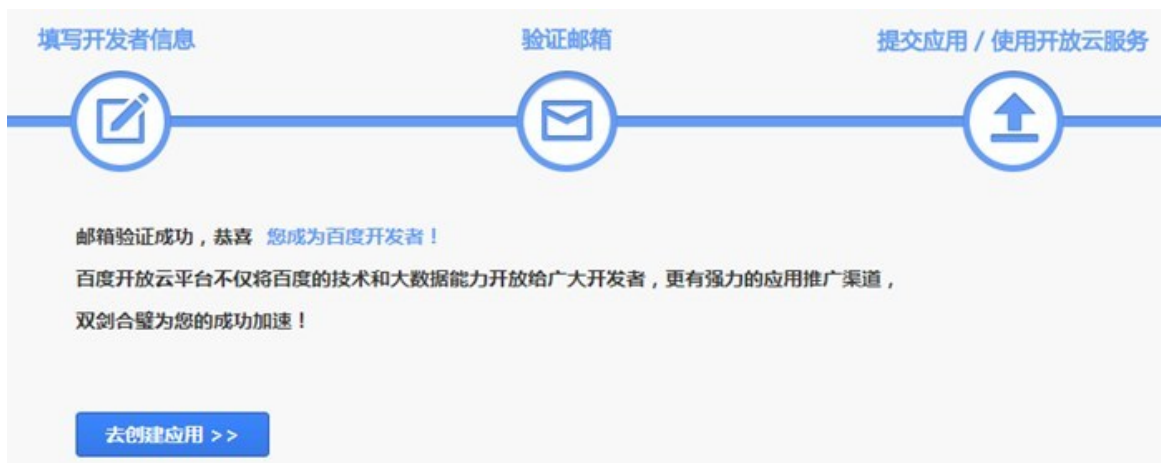 填写开发者信息
验证邮箱
提交应用 / 使用开放云服务
邮箱验证成功，恭喜 您成为百度开发者！
百度开放云平台不仅将百度的技术和大数据能力开放给广大开发者，更有强力的应用推广渠道，
双剑合璧为您的成功加速！
去创建应用 >>